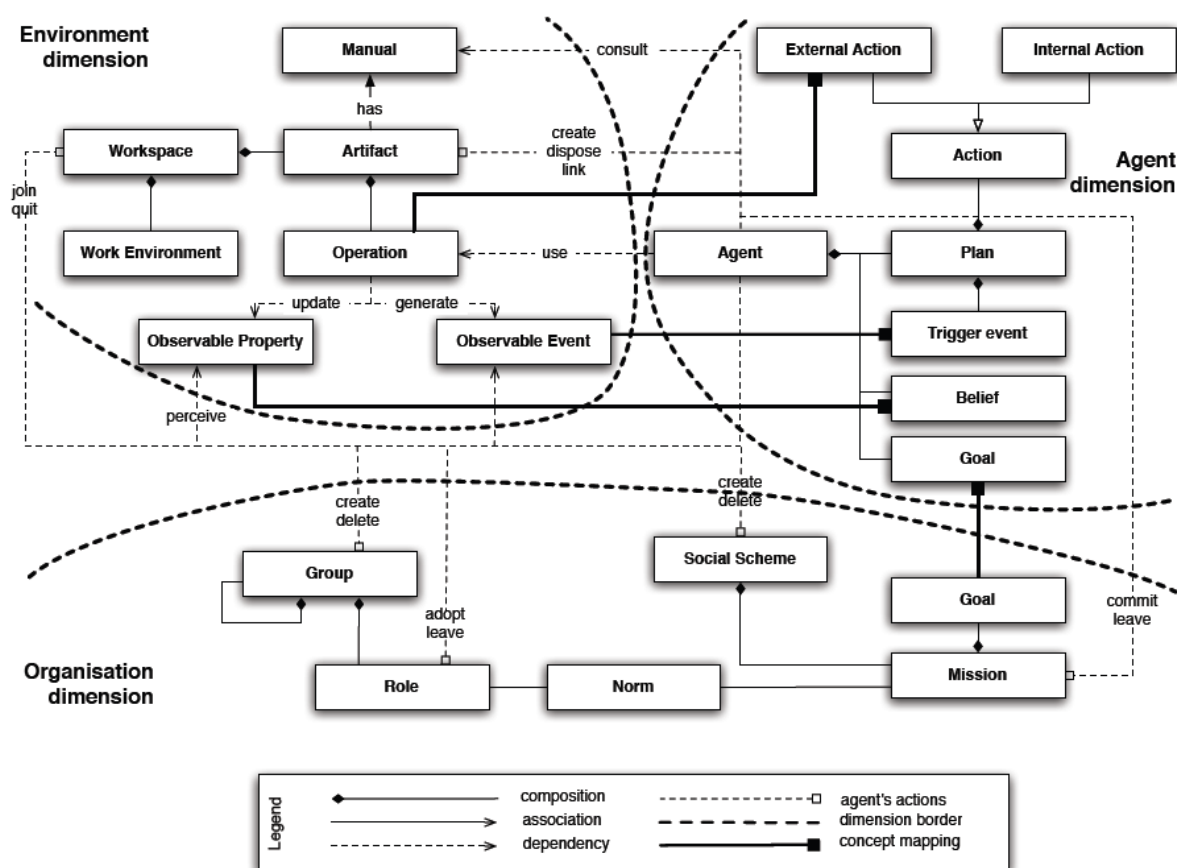 Environment
dimension
Manual
consult
External Action
Internal Action
has
Workspace
Artifact
create
dispose
link
Action
Agent
dimension
join
quit
Work Environment
Operation
use
Agent
Plan
update
generate
Observable Property
Observable Event
Trigger event
perceive
Belief
Goal
create
delete
create
delete
Group
Social Scheme
adopt
leave
Goal
commit
leave
Organisation
dimension
Role
Norm
Mission
Legend
composition
association
dependency
agent's actions
dimension border
concept mapping